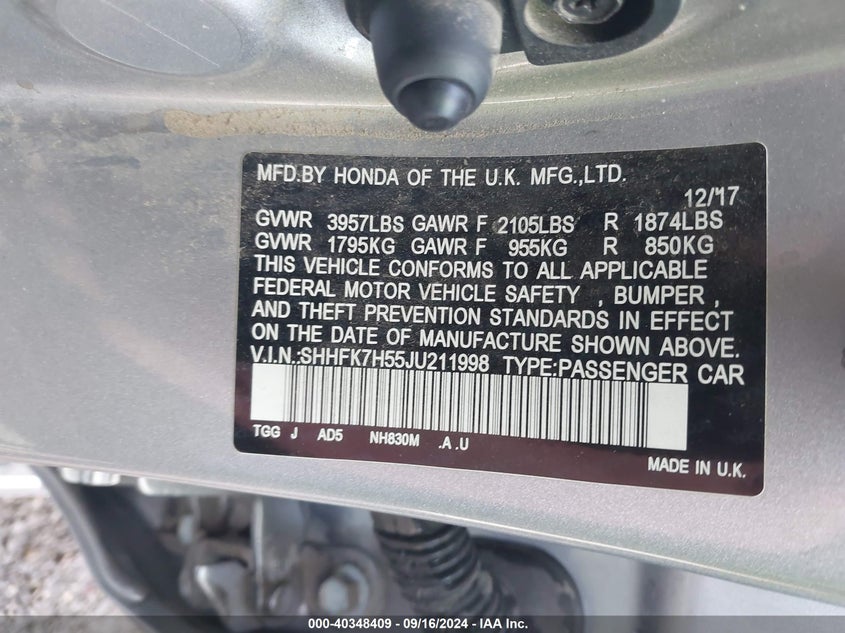 MFD.BY HONDA OF THE U.K. MFG.,LTD.
12/17
GVWR 3957LBS GAWR F 2105LBS R 1874LBS
GVWR 1795KG GAWR F 955KG R 850KG
THIS VEHICLE CONFORMS TO ALL APPLICABLE
FEDERAL MOTOR VEHICLE SAFETY , BUMPER ,
AND THEFT PREVENTION STANDARDS IN EFFECT
ON THE DATE OF MANUFACTURE SHOWN ABOVE.
V.I.N.:SHHFK7H55JU211998 TYPE:PASSENGER CAR
TGG J AD5 NH830M .A .U
MADE IN U.K.
000-40348409 - 09/16/2024 - IAA Inc.